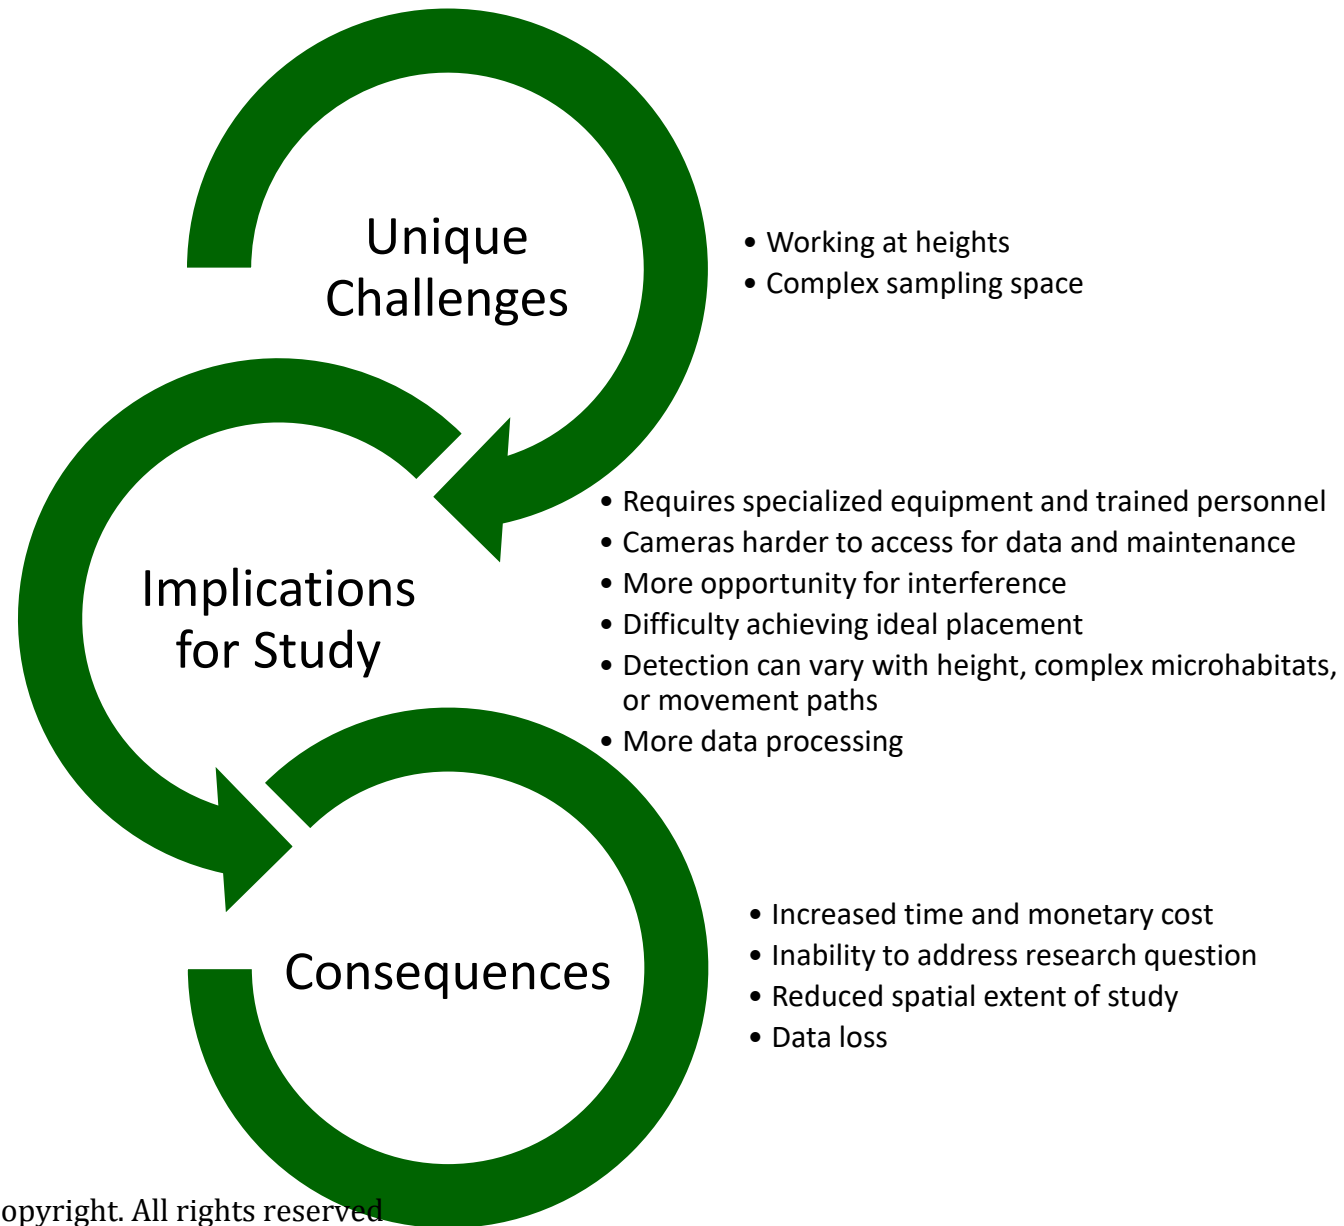 Unique
Challenges
• Working at heights
• Complex sampling space
Implications
for Study
• Requires specialized equipment and trained personnel
• Cameras harder to access for data and maintenance
• More opportunity for interference
• Difficulty achieving ideal placement
• Detection can vary with height, complex microhabitats,
or movement paths
• More data processing
Consequences
• Increased time and monetary cost
• Inability to address research question
• Reduced spatial extent of study
• Data loss
opyright. All rights reserved